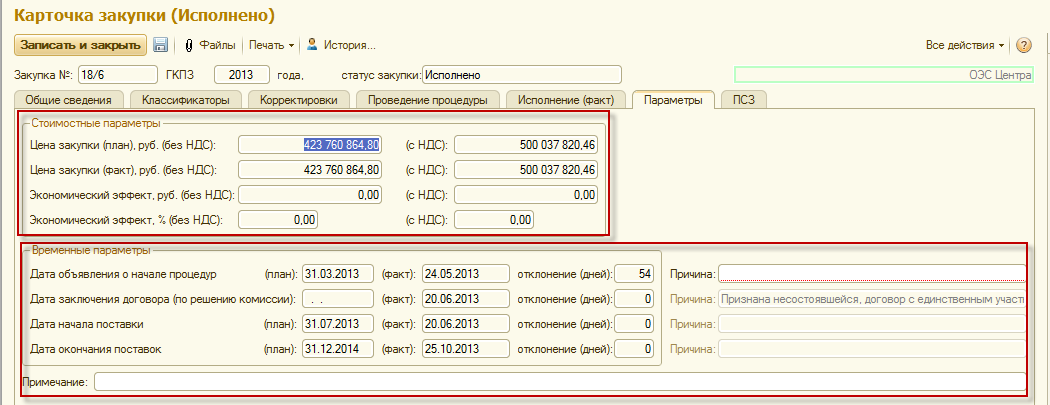 Карточка закупки (Исполнено)
Записать и закрыть Файлы Печать История... Все действия ?
Закупка №: 18/6 ГКПЗ 2013 года, статус закупки: Исполнено ОЭС Центра
Общие сведения Классификаторы Корректировки Проведение процедуры Исполнение (факт) Параметры ПСЗ
Стоимостные параметры
Цена закупки (план), руб. (без НДС): 423 760 864,80 (с НДС): 500 037 820,46
Цена закупки (факт), руб. (без НДС): 423 760 864,80 (с НДС): 500 037 820,46
Экономический эффект, руб. (без НДС): 0,00 (с НДС): 0,00
Экономический эффект, % (без НДС): 0,00 (с НДС): 0,00
Временные параметры
Дата объявления о начале процедур (план): 31.03.2013 (факт): 24.05.2013 отклонение (дней): 54 Причина:
Дата заключения договора (по решению комиссии): . . (факт): 20.06.2013 отклонение (дней): 0 Причина: Признана несостоявшейся, договор с единственным участ
Дата начала поставки (план): 31.07.2013 (факт): 20.06.2013 отклонение (дней): 0 Причина:
Дата окончания поставок (план): 31.12.2014 (факт): 25.10.2013 отклонение (дней): 0 Причина:
Примечание: